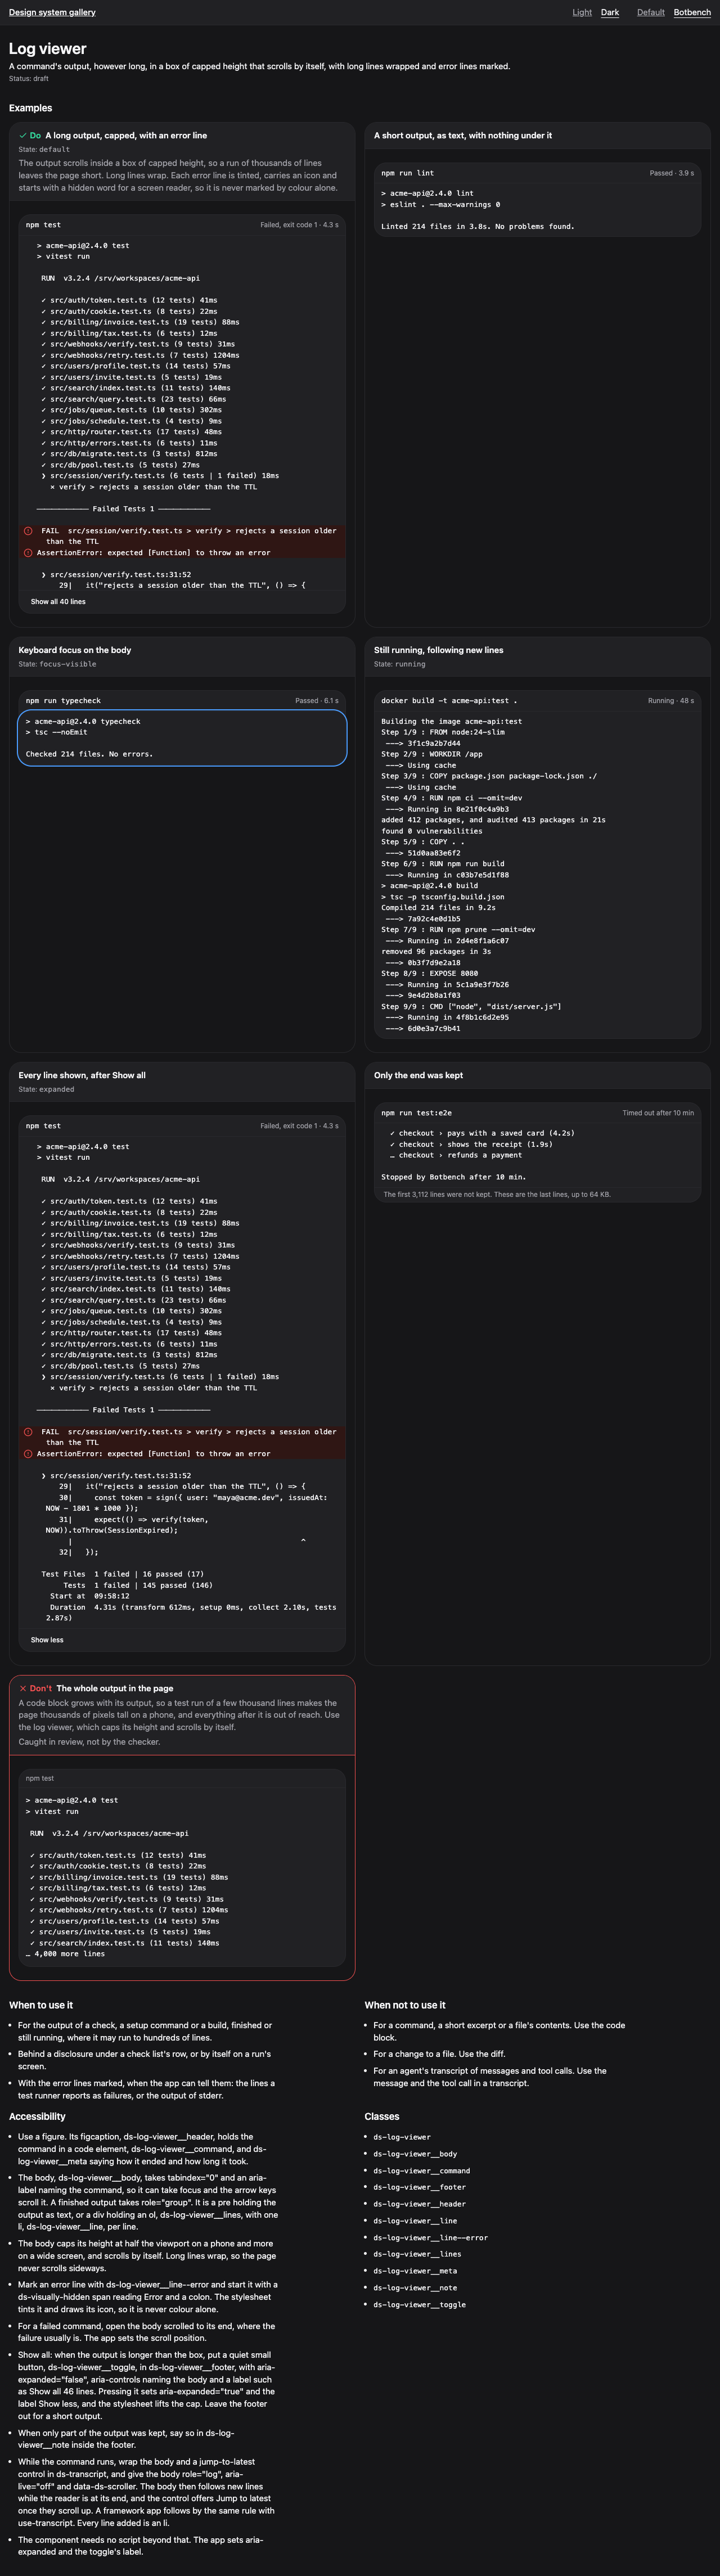 Design system gallery
Light Dark Default Botbench
Log viewer
A command's output, however long, in a box of capped height that scrolls by itself, with long lines wrapped and error lines marked.
Status: draft
Examples
Do A long output, capped, with an error line
State: default
The output scrolls inside a box of capped height, so a run of thousands of lines
leaves the page short. Long lines wrap. Each error line is tinted, carries an icon and
starts with a hidden word for a screen reader, so it is never marked by colour alone.
npm test Failed, exit code 1 · 4.3 s
> acme-api@2.4.0 test
> vitest run
RUN v3.2.4 /srv/workspaces/acme-api
✓ src/auth/token.test.ts (12 tests) 41ms
✓ src/auth/cookie.test.ts (8 tests) 22ms
✓ src/billing/invoice.test.ts (19 tests) 88ms
✓ src/billing/tax.test.ts (6 tests) 12ms
✓ src/webhooks/verify.test.ts (9 tests) 31ms
✓ src/webhooks/retry.test.ts (7 tests) 1204ms
✓ src/users/profile.test.ts (14 tests) 57ms
✓ src/users/invite.test.ts (5 tests) 19ms
✓ src/search/index.test.ts (11 tests) 140ms
✓ src/search/query.test.ts (23 tests) 66ms
✓ src/jobs/queue.test.ts (10 tests) 302ms
✓ src/jobs/schedule.test.ts (4 tests) 9ms
✓ src/http/router.test.ts (17 tests) 48ms
✓ src/http/errors.test.ts (6 tests) 11ms
✓ src/db/migrate.test.ts (3 tests) 812ms
✓ src/db/pool.test.ts (5 tests) 27ms
❯ src/session/verify.test.ts (6 tests | 1 failed) 18ms
× verify > rejects a session older than the TTL
———————————— Failed Tests 1 ————————————
FAIL src/session/verify.test.ts > verify > rejects a session older
than the TTL
AssertionError: expected [Function] to throw an error
❯ src/session/verify.test.ts:31:52
29| it("rejects a session older than the TTL", () => {
Show all 40 lines
A short output, as text, with nothing under it
npm run lint Passed · 3.9 s
> acme-api@2.4.0 lint
> eslint . --max-warnings 0
Linted 214 files in 3.8s. No problems found.
Keyboard focus on the body
State: focus-visible
npm run typecheck Passed · 6.1 s
> acme-api@2.4.0 typecheck
> tsc --noEmit
Checked 214 files. No errors.
Still running, following new lines
State: running
docker build -t acme-api:test . Running · 48 s
Building the image acme-api:test
Step 1/9 : FROM node:24-slim
---> 3f1c9a2b7d44
Step 2/9 : WORKDIR /app
---> Using cache
Step 3/9 : COPY package.json package-lock.json ./
---> Using cache
Step 4/9 : RUN npm ci --omit=dev
---> Running in 8e21f0c4a9b3
added 412 packages, and audited 413 packages in 21s
found 0 vulnerabilities
Step 5/9 : COPY . .
---> 51d0aa83e6f2
Step 6/9 : RUN npm run build
---> Running in c03b7e5d1f88
> acme-api@2.4.0 build
> tsc -p tsconfig.build.json
Compiled 214 files in 9.2s
---> 7a92c4e0d1b5
Step 7/9 : RUN npm prune --omit=dev
---> Running in 2d4e8f1a6c07
removed 96 packages in 3s
---> 0b3f7d9e2a18
Step 8/9 : EXPOSE 8080
---> Running in 5c1a9e3f7b26
---> 9e4d2b8a1f03
Step 9/9 : CMD ["node", "dist/server.js"]
---> Running in 4f8b1c6d2e95
---> 6d0e3a7c9b41
Every line shown, after Show all
State: expanded
npm test Failed, exit code 1 · 4.3 s
> acme-api@2.4.0 test
> vitest run
RUN v3.2.4 /srv/workspaces/acme-api
✓ src/auth/token.test.ts (12 tests) 41ms
✓ src/auth/cookie.test.ts (8 tests) 22ms
✓ src/billing/invoice.test.ts (19 tests) 88ms
✓ src/billing/tax.test.ts (6 tests) 12ms
✓ src/webhooks/verify.test.ts (9 tests) 31ms
✓ src/webhooks/retry.test.ts (7 tests) 1204ms
✓ src/users/profile.test.ts (14 tests) 57ms
✓ src/users/invite.test.ts (5 tests) 19ms
✓ src/search/index.test.ts (11 tests) 140ms
✓ src/search/query.test.ts (23 tests) 66ms
✓ src/jobs/queue.test.ts (10 tests) 302ms
✓ src/jobs/schedule.test.ts (4 tests) 9ms
✓ src/http/router.test.ts (17 tests) 48ms
✓ src/http/errors.test.ts (6 tests) 11ms
✓ src/db/migrate.test.ts (3 tests) 812ms
✓ src/db/pool.test.ts (5 tests) 27ms
❯ src/session/verify.test.ts (6 tests | 1 failed) 18ms
× verify > rejects a session older than the TTL
———————————— Failed Tests 1 ————————————
FAIL src/session/verify.test.ts > verify > rejects a session older
than the TTL
AssertionError: expected [Function] to throw an error
❯ src/session/verify.test.ts:31:52
29| it("rejects a session older than the TTL", () => {
30| const token = sign({ user: "maya@acme.dev", issuedAt:
NOW - 1801 * 1000 });
31| expect(() => verify(token,
NOW)).toThrow(SessionExpired);
| ^
32| });
Test Files 1 failed | 16 passed (17)
Tests 1 failed | 145 passed (146)
Start at 09:58:12
Duration 4.31s (transform 612ms, setup 0ms, collect 2.10s, tests
2.87s)
Show less
Only the end was kept
npm run test:e2e Timed out after 10 min
✓ checkout › pays with a saved card (4.2s)
✓ checkout › shows the receipt (1.9s)
… checkout › refunds a payment
Stopped by Botbench after 10 min.
The first 3,112 lines were not kept. These are the last lines, up to 64 KB.
Don't The whole output in the page
A code block grows with its output, so a test run of a few thousand lines makes the
page thousands of pixels tall on a phone, and everything after it is out of reach. Use
the log viewer, which caps its height and scrolls by itself.
Caught in review, not by the checker.
npm test
> acme-api@2.4.0 test
> vitest run
RUN v3.2.4 /srv/workspaces/acme-api
✓ src/auth/token.test.ts (12 tests) 41ms
✓ src/auth/cookie.test.ts (8 tests) 22ms
✓ src/billing/invoice.test.ts (19 tests) 88ms
✓ src/billing/tax.test.ts (6 tests) 12ms
✓ src/webhooks/verify.test.ts (9 tests) 31ms
✓ src/webhooks/retry.test.ts (7 tests) 1204ms
✓ src/users/profile.test.ts (14 tests) 57ms
✓ src/users/invite.test.ts (5 tests) 19ms
✓ src/search/index.test.ts (11 tests) 140ms
… 4,000 more lines
When to use it
• For the output of a check, a setup command or a build, finished or
still running, where it may run to hundreds of lines.
• Behind a disclosure under a check list's row, or by itself on a run's
screen.
• With the error lines marked, when the app can tell them: the lines a
test runner reports as failures, or the output of stderr.
When not to use it
• For a command, a short excerpt or a file's contents. Use the code
block.
• For a change to a file. Use the diff.
• For an agent's transcript of messages and tool calls. Use the
message and the tool call in a transcript.
Accessibility
• Use a figure. Its figcaption, ds-log-viewer__header, holds the
command in a code element, ds-log-viewer__command, and ds-
log-viewer__meta saying how it ended and how long it took.
• The body, ds-log-viewer__body, takes tabindex="0" and an aria-
label naming the command, so it can take focus and the arrow keys
scroll it. A finished output takes role="group". It is a pre holding the
output as text, or a div holding an ol, ds-log-viewer__lines, with one
li, ds-log-viewer__line, per line.
• The body caps its height at half the viewport on a phone and more
on a wide screen, and scrolls by itself. Long lines wrap, so the page
never scrolls sideways.
• Mark an error line with ds-log-viewer__line--error and start it with a
ds-visually-hidden span reading Error and a colon. The stylesheet
tints it and draws its icon, so it is never colour alone.
• For a failed command, open the body scrolled to its end, where the
failure usually is. The app sets the scroll position.
• Show all: when the output is longer than the box, put a quiet small
button, ds-log-viewer__toggle, in ds-log-viewer__footer, with aria-
expanded="false", aria-controls naming the body and a label such
as Show all 46 lines. Pressing it sets aria-expanded="true" and the
label Show less, and the stylesheet lifts the cap. Leave the footer
out for a short output.
• When only part of the output was kept, say so in ds-log-
viewer__note inside the footer.
• While the command runs, wrap the body and a jump-to-latest
control in ds-transcript, and give the body role="log", aria-
live="off" and data-ds-scroller. The body then follows new lines
while the reader is at its end, and the control offers Jump to latest
once they scroll up. A framework app follows by the same rule with
use-transcript. Every line added is an li.
• The component needs no script beyond that. The app sets aria-
expanded and the toggle's label.
Classes
• ds-log-viewer
• ds-log-viewer__body
• ds-log-viewer__command
• ds-log-viewer__footer
• ds-log-viewer__header
• ds-log-viewer__line
• ds-log-viewer__line--error
• ds-log-viewer__lines
• ds-log-viewer__meta
• ds-log-viewer__note
• ds-log-viewer__toggle